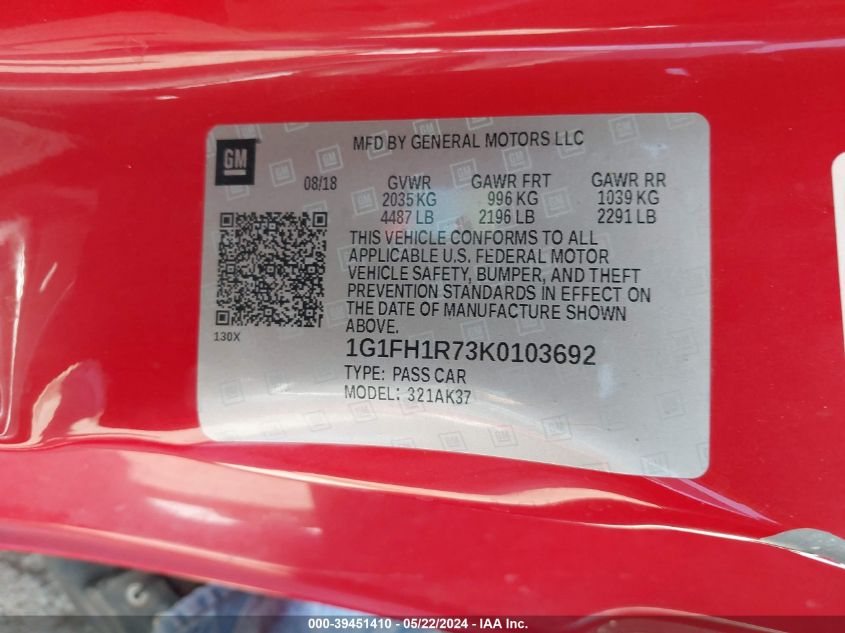 GM
MFD BY GENERAL MOTORS LLC
08/18 GVWR GAWR FRT GAWR RR
2035 KG 996 KG 1039 KG
4487 LB 2196 LB 2291 LB
THIS VEHICLE CONFORMS TO ALL
APPLICABLE U.S. FEDERAL MOTOR
VEHICLE SAFETY, BUMPER, AND THEFT
PREVENTION STANDARDS IN EFFECT ON
THE DATE OF MANUFACTURE SHOWN
ABOVE.
130X
1G1FH1R73K0103692
TYPE: PASS CAR
MODEL: 321AK37
000-39451410 - 05/22/2024 - IAAI.COM